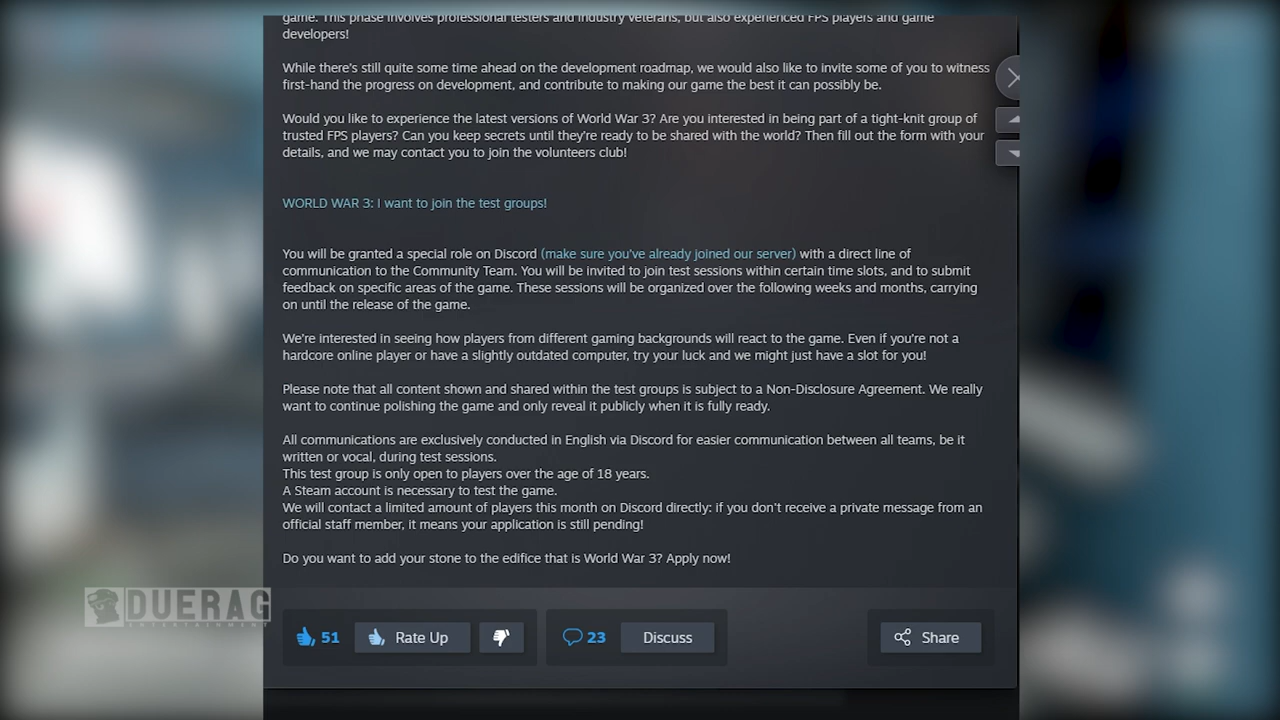 game. This phase involves professional testers and industry veterans, but also experienced FPS players and game
developers!
While there's still quite some time ahead on the development roadmap, we would also like to invite some of you to witness
first-hand the progress on development, and contribute to making our game the best it can possibly be.
Would you like to experience the latest versions of World War 3? Are you interested in being part of a tight-knit group of
trusted FPS players? Can you keep secrets until they're ready to be shared with the world? Then fill out the form with your
details, and we may contact you to join the volunteers club!
WORLD WAR 3: I want to join the test groups!
You will be granted a special role on Discord (make sure you've already joined our server) with a direct line of
communication to the Community Team. You will be invited to join test sessions within certain time slots, and to submit
feedback on specific areas of the game. These sessions will be organized over the following weeks and months, carrying
on until the release of the game.
We're interested in seeing how players from different gaming backgrounds will react to the game. Even if you're not a
hardcore online player or have a slightly outdated computer, try your luck and we might just have a slot for you!
Please note that all content shown and shared within the test groups is subject to a Non-Disclosure Agreement. We really
want to continue polishing the game and only reveal it publicly when it is fully ready.
All communications are exclusively conducted in English via Discord for easier communication between all teams, be it
written or vocal, during test sessions.
This test group is only open to players over the age of 18 years.
A Steam account is necessary to test the game.
We will contact a limited amount of players this month on Discord directly: if you don't receive a private message from an
official staff member, it means your application is still pending!
Do you want to add your stone to the edifice that is World War 3? Apply now!
DUERAG
ENTERTAINMENT
51 Rate Up 23 Discuss Share